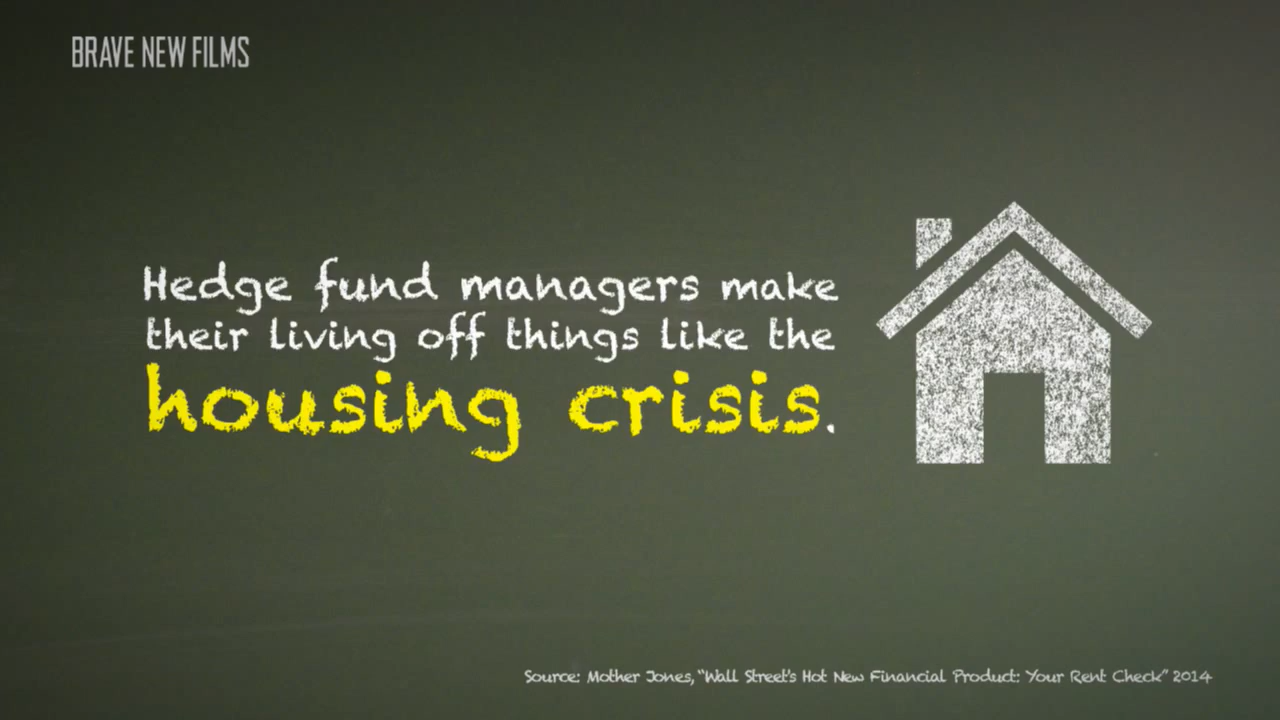 BRAVE NEW FILMS
Hedge fund managers make
their living off things like the
housing crisis.
Source: Mother Jones, "Wall Street's Hot New Financial Product: Your Rent Check" 2014